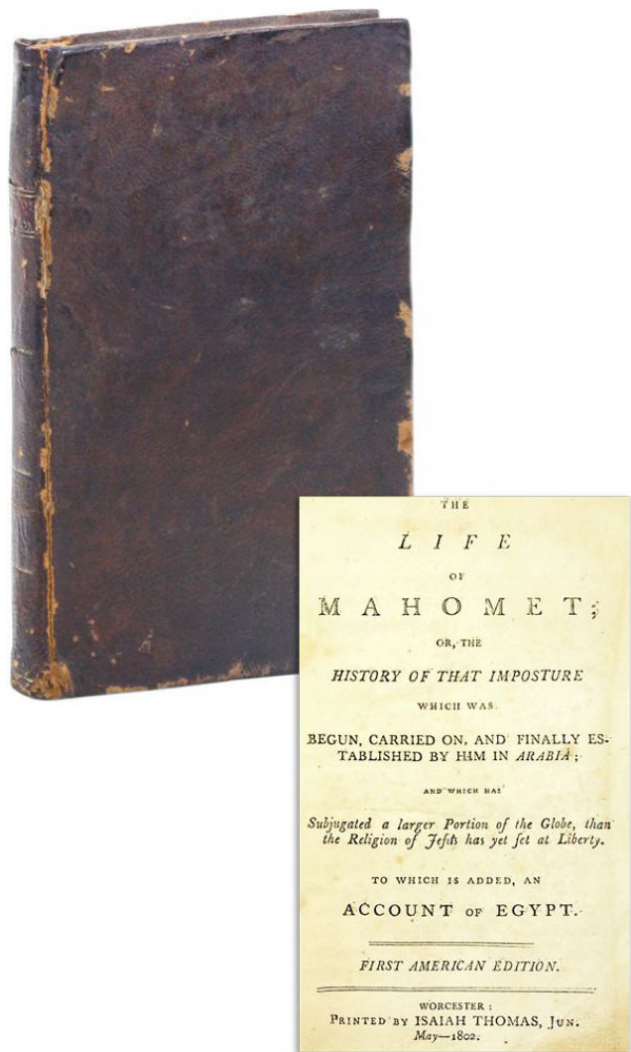 THE
LIFE
OF
MAHOMET;
OR, THE
HISTORY OF THAT IMPOSTURE
WHICH WAS
BEGUN, CARRIED ON, AND FINALLY ES-
TABLISHED BY HIM IN ARABIA;
AND WHICH HAS
Subjugated a larger Portion of the Globe, than
the Religion of Jeſus has yet ſet at Liberty.
TO WHICH IS ADDED, AN
ACCOUNT OF EGYPT.
FIRST AMERICAN EDITION.
WORCESTER:
PRINTED BY ISAIAH THOMAS, JUN.
May—1802.